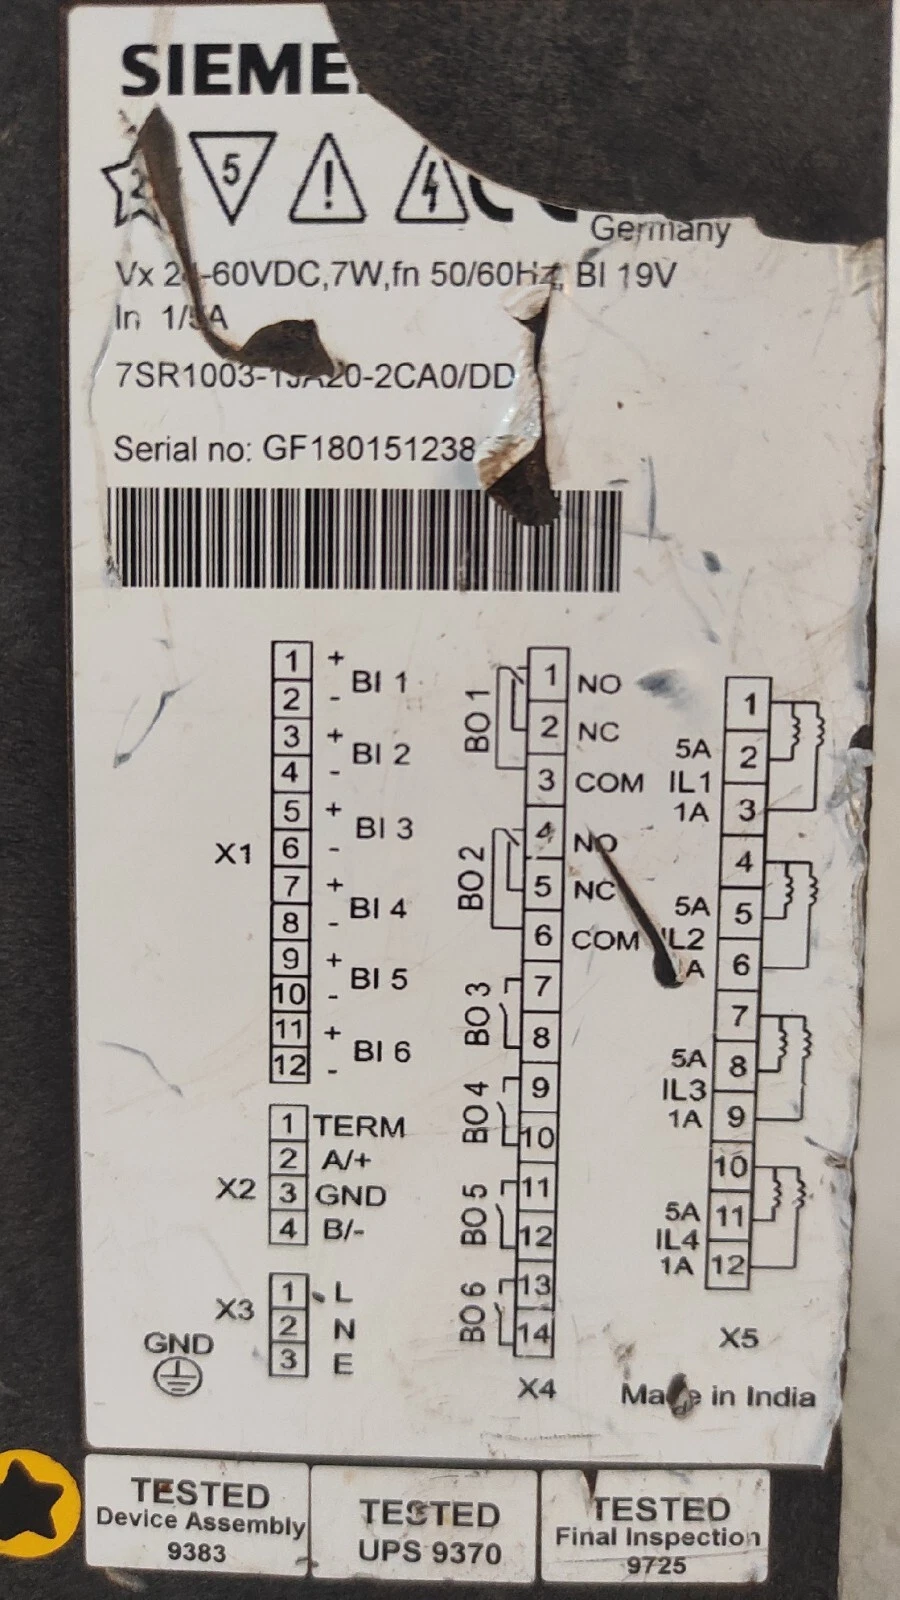 SIEME
2
5
!
Germany
Vx 2 -60VDC,7W,fn 50/60Hz, BI 19V
In 1/5A
7SR1003-1JA20-2CA0/DD
Serial no: GF180151238
X1
1 + BI 1
2 -
3 + BI 2
4 -
5 + BI 3
6 -
7 + BI 4
8 -
9 + BI 5
10 -
11 + BI 6
12 -
X2
1 TERM
2 A/+
3 GND
4 B/-
X3
1 L
2 N
3 E
GND
BO 1
1 NO
2 NC
3 COM
BO 2
4 NO
5 NC
6 COM
BO 3
7
8
BO 4
9
10
BO 5
11
12
BO 6
13
14
X4
1
5A 2
IL1
1A 3
4
5A 5
IL2
A 6
7
5A 8
IL3
1A 9
10
5A 11
IL4
1A 12
X5
Made in India
TESTED
Device Assembly
9383
TESTED
UPS 9370
TESTED
Final Inspection
9725